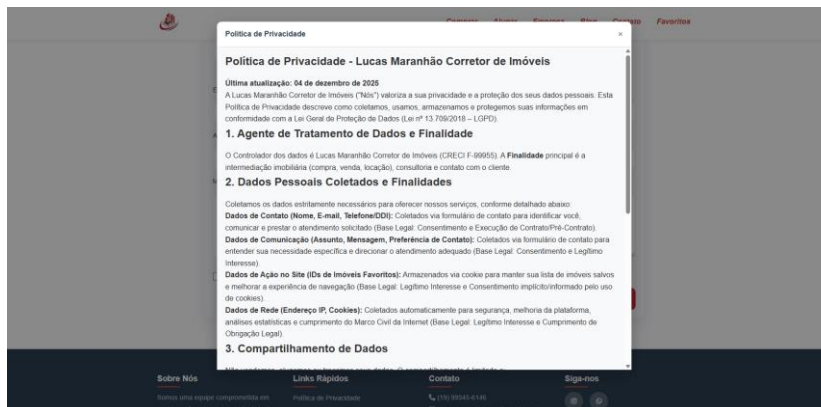 Compras Alugar Empresa Blog Contato Favoritos
Política de Privacidade ×
Política de Privacidade - Lucas Maranhão Corretor de Imóveis
Última atualização: 04 de dezembro de 2025
A Lucas Maranhão Corretor de Imóveis ("Nós") valoriza a sua privacidade e a proteção dos seus dados pessoais. Esta
Política de Privacidade descreve como coletamos, usamos, armazenamos e protegemos suas informações em
conformidade com a Lei Geral de Proteção de Dados (Lei nº 13.709/2018 – LGPD).
1. Agente de Tratamento de Dados e Finalidade
O Controlador dos dados é Lucas Maranhão Corretor de Imóveis (CRECI F-99955). A Finalidade principal é a
intermediação imobiliária (compra, venda, locação), consultoria e contato com o cliente.
2. Dados Pessoais Coletados e Finalidades
Coletamos os dados estritamente necessários para oferecer nossos serviços, conforme detalhado abaixo:
Dados de Contato (Nome, E-mail, Telefone/DDI): Coletados via formulário de contato para identificar você,
comunicar e prestar o atendimento solicitado (Base Legal: Consentimento e Execução de Contrato/Pré-Contrato).
Dados de Comunicação (Assunto, Mensagem, Preferência de Contato): Coletados via formulário de contato para
entender sua necessidade específica e direcionar o atendimento adequado (Base Legal: Consentimento e Legítimo
Interesse).
Dados de Ação no Site (IDs de Imóveis Favoritos): Armazenados via cookie para manter sua lista de imóveis salvos
e melhorar a experiência de navegação (Base Legal: Legítimo Interesse e Consentimento implícito/informado pelo uso
de cookies).
Dados de Rede (Endereço IP, Cookies): Coletados automaticamente para segurança, melhoria da plataforma,
análises estatísticas e cumprimento do Marco Civil da Internet (Base Legal: Legítimo Interesse e Cumprimento de
Obrigação Legal).
3. Compartilhamento de Dados
Sobre Nós Links Rápidos Contato Siga-nos
Somos uma equipe comprometida em Política de Privacidade